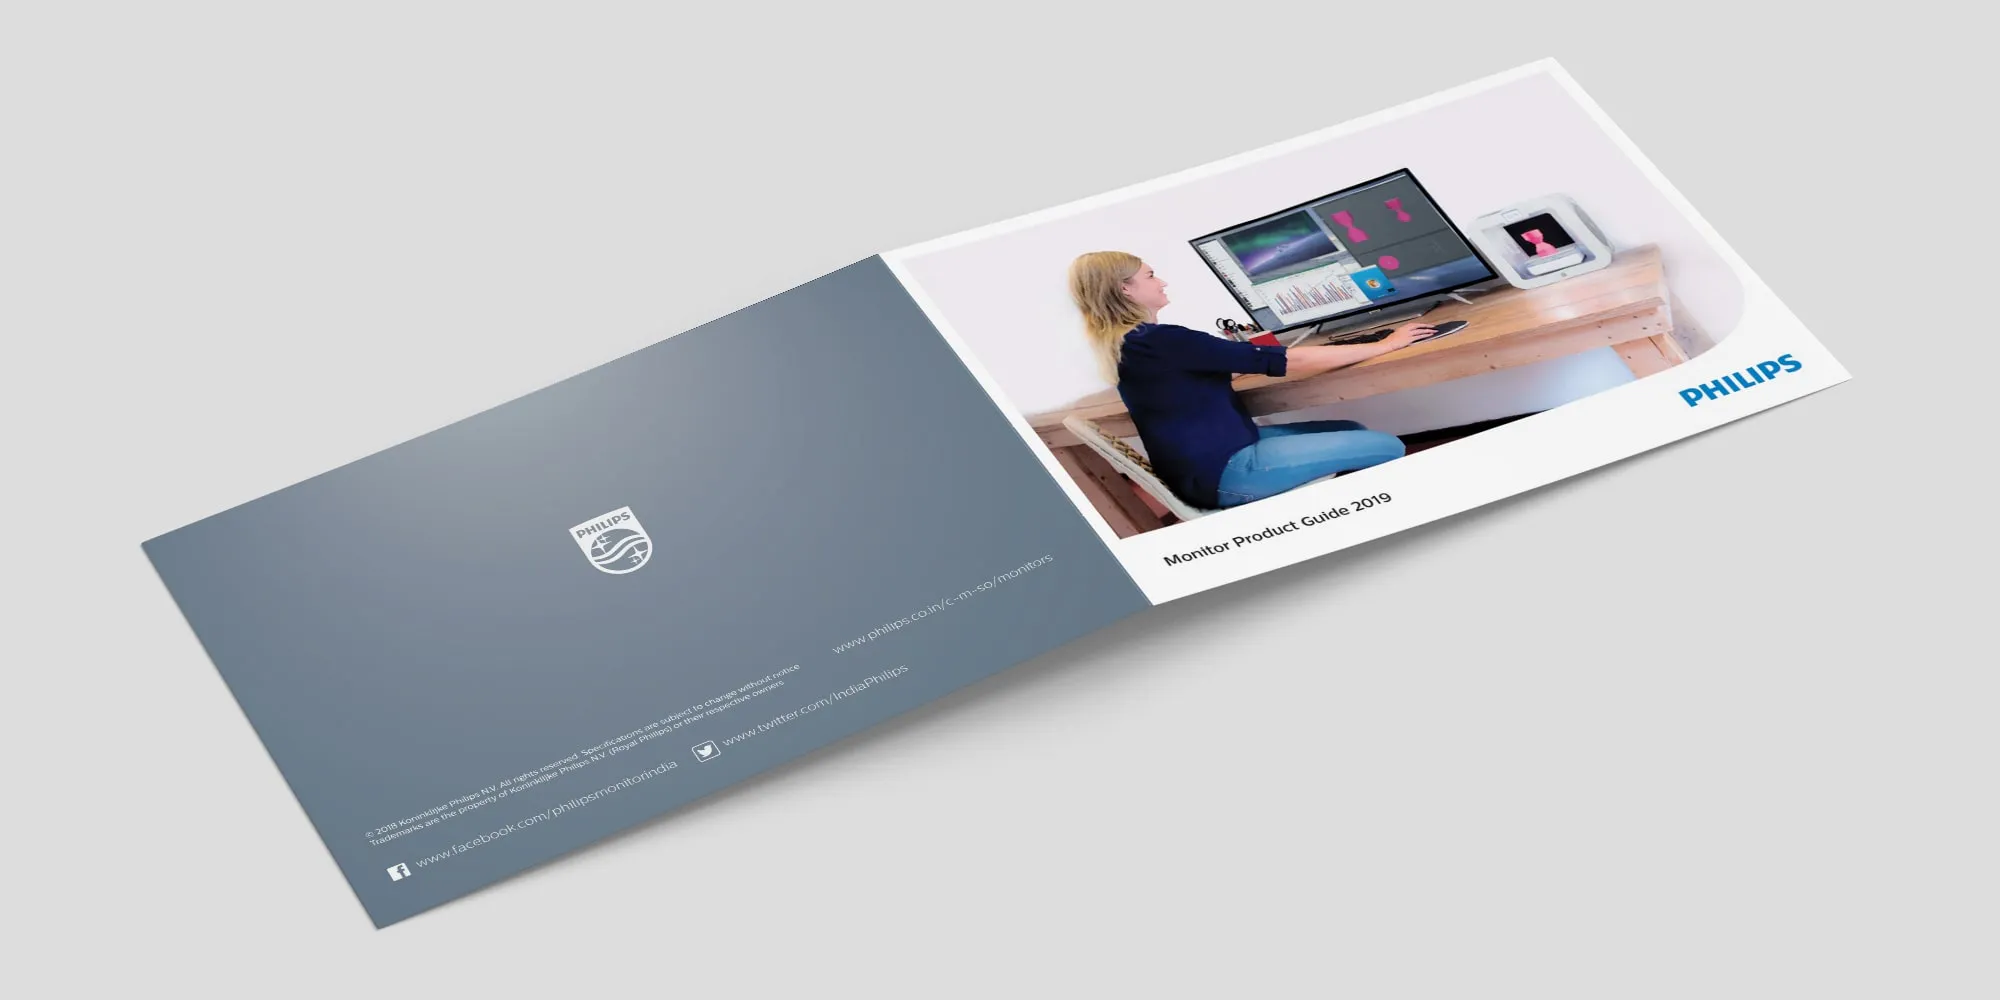 PHILIPS
Monitor Product Guide 2019
PHILIPS
www.philips.co.in/c-m-so/monitors
© 2018 Koninklijke Philips N.V. All rights reserved. Specifications are subject to change without notice
Trademarks are the property of Koninklijke Philips N.V. (Royal Philips) or their respective owners
www.facebook.com/philipsmonitorindia
www.twitter.com/IndiaPhilips